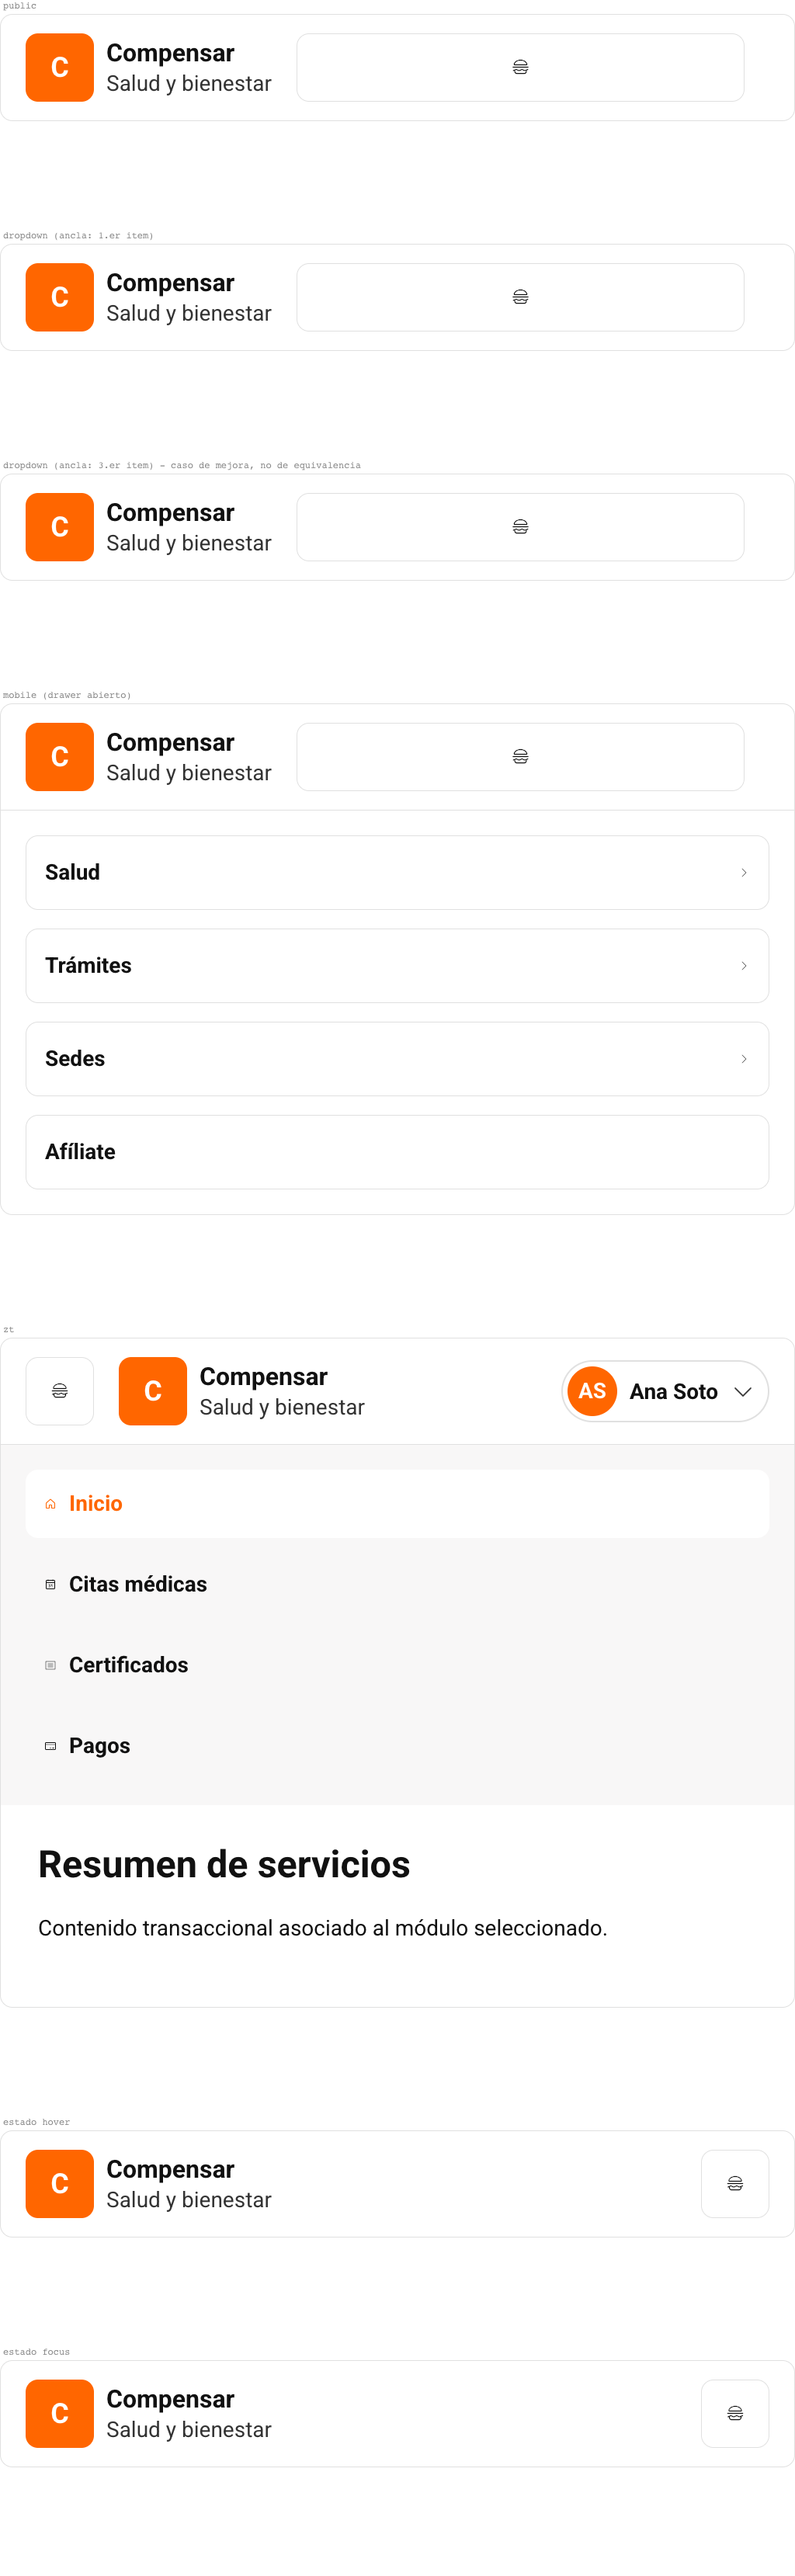 public
C
Compensar
Salud y bienestar
dropdown (ancla: 1.er item)
C
Compensar
Salud y bienestar
dropdown (ancla: 3.er item) - caso de mejora, no de equivalencia
C
Compensar
Salud y bienestar
mobile (drawer abierto)
C
Compensar
Salud y bienestar
Salud
Trámites
Sedes
Afíliate
zt
C
Compensar
Salud y bienestar
AS
Ana Soto
Inicio
Citas médicas
Certificados
Pagos
Resumen de servicios
Contenido transaccional asociado al módulo seleccionado.
estado hover
C
Compensar
Salud y bienestar
estado focus
C
Compensar
Salud y bienestar